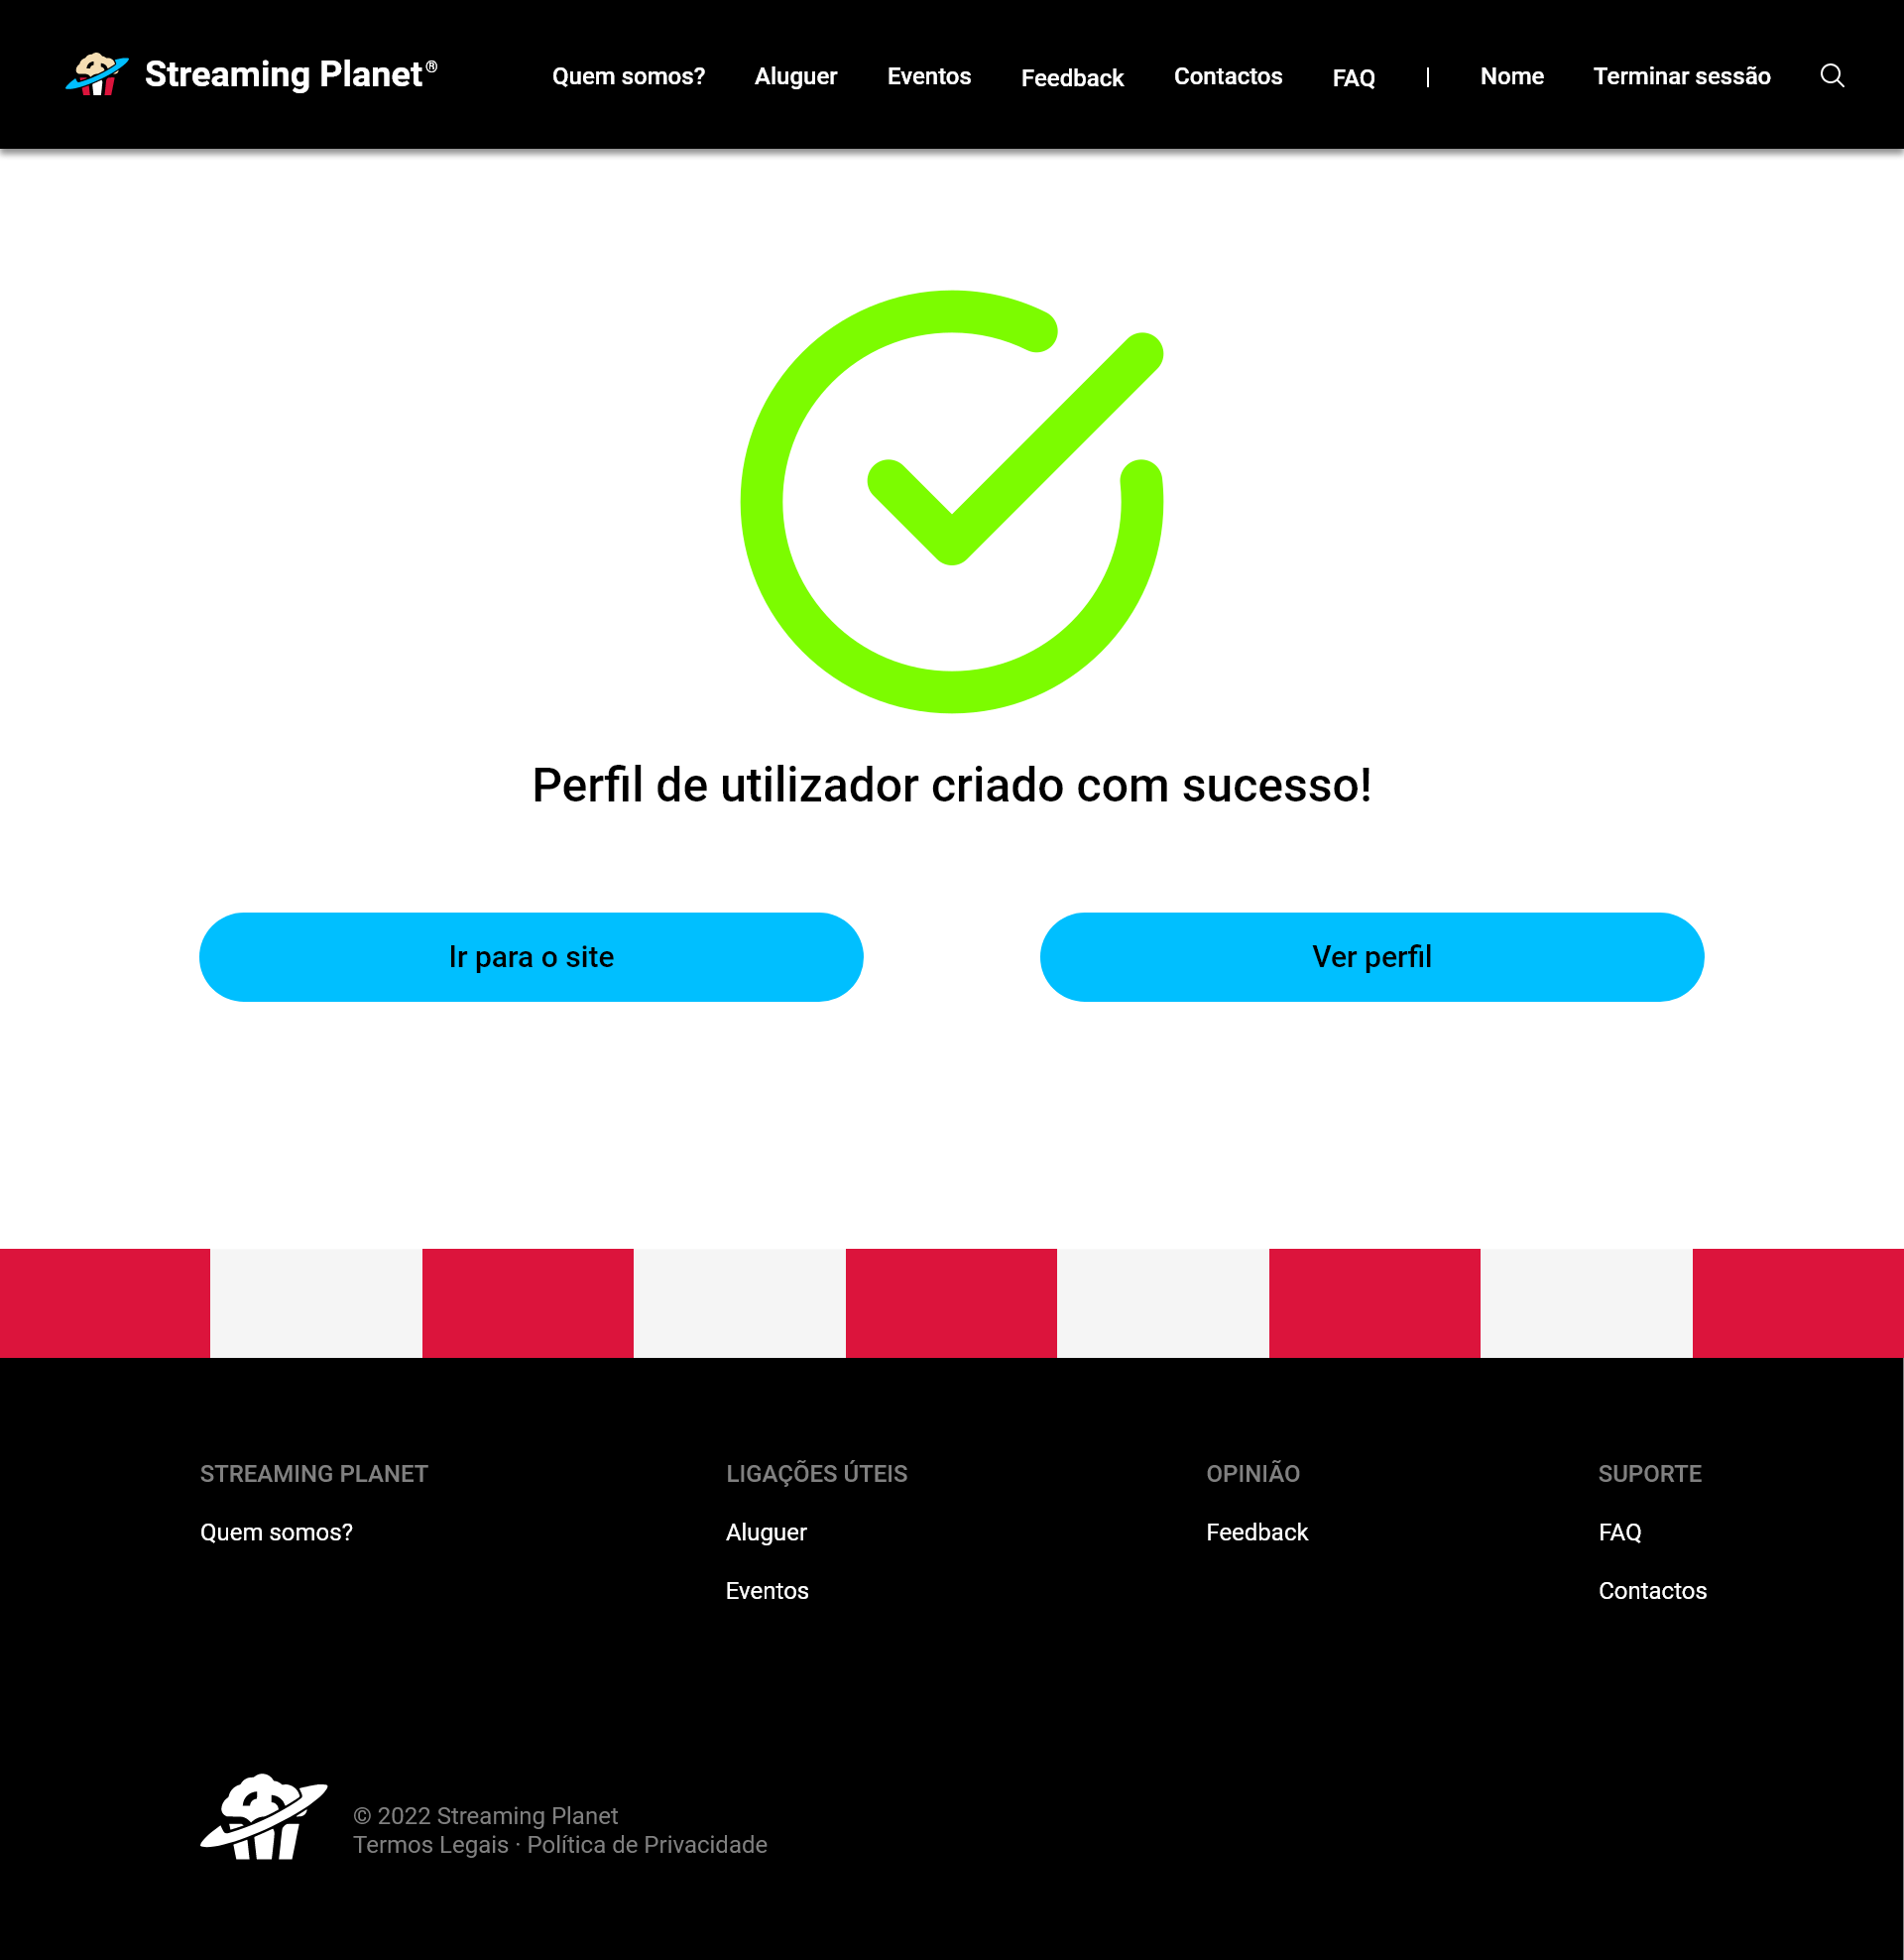 Streaming Planet® Quem somos? Aluguer Eventos Feedback Contactos FAQ | Nome Terminar sessão
Perfil de utilizador criado com sucesso!
Ir para o site
Ver perfil
STREAMING PLANET
Quem somos?
LIGAÇÕES ÚTEIS
Aluguer
Eventos
OPINIÃO
Feedback
SUPORTE
FAQ
Contactos
© 2022 Streaming Planet
Termos Legais · Política de Privacidade